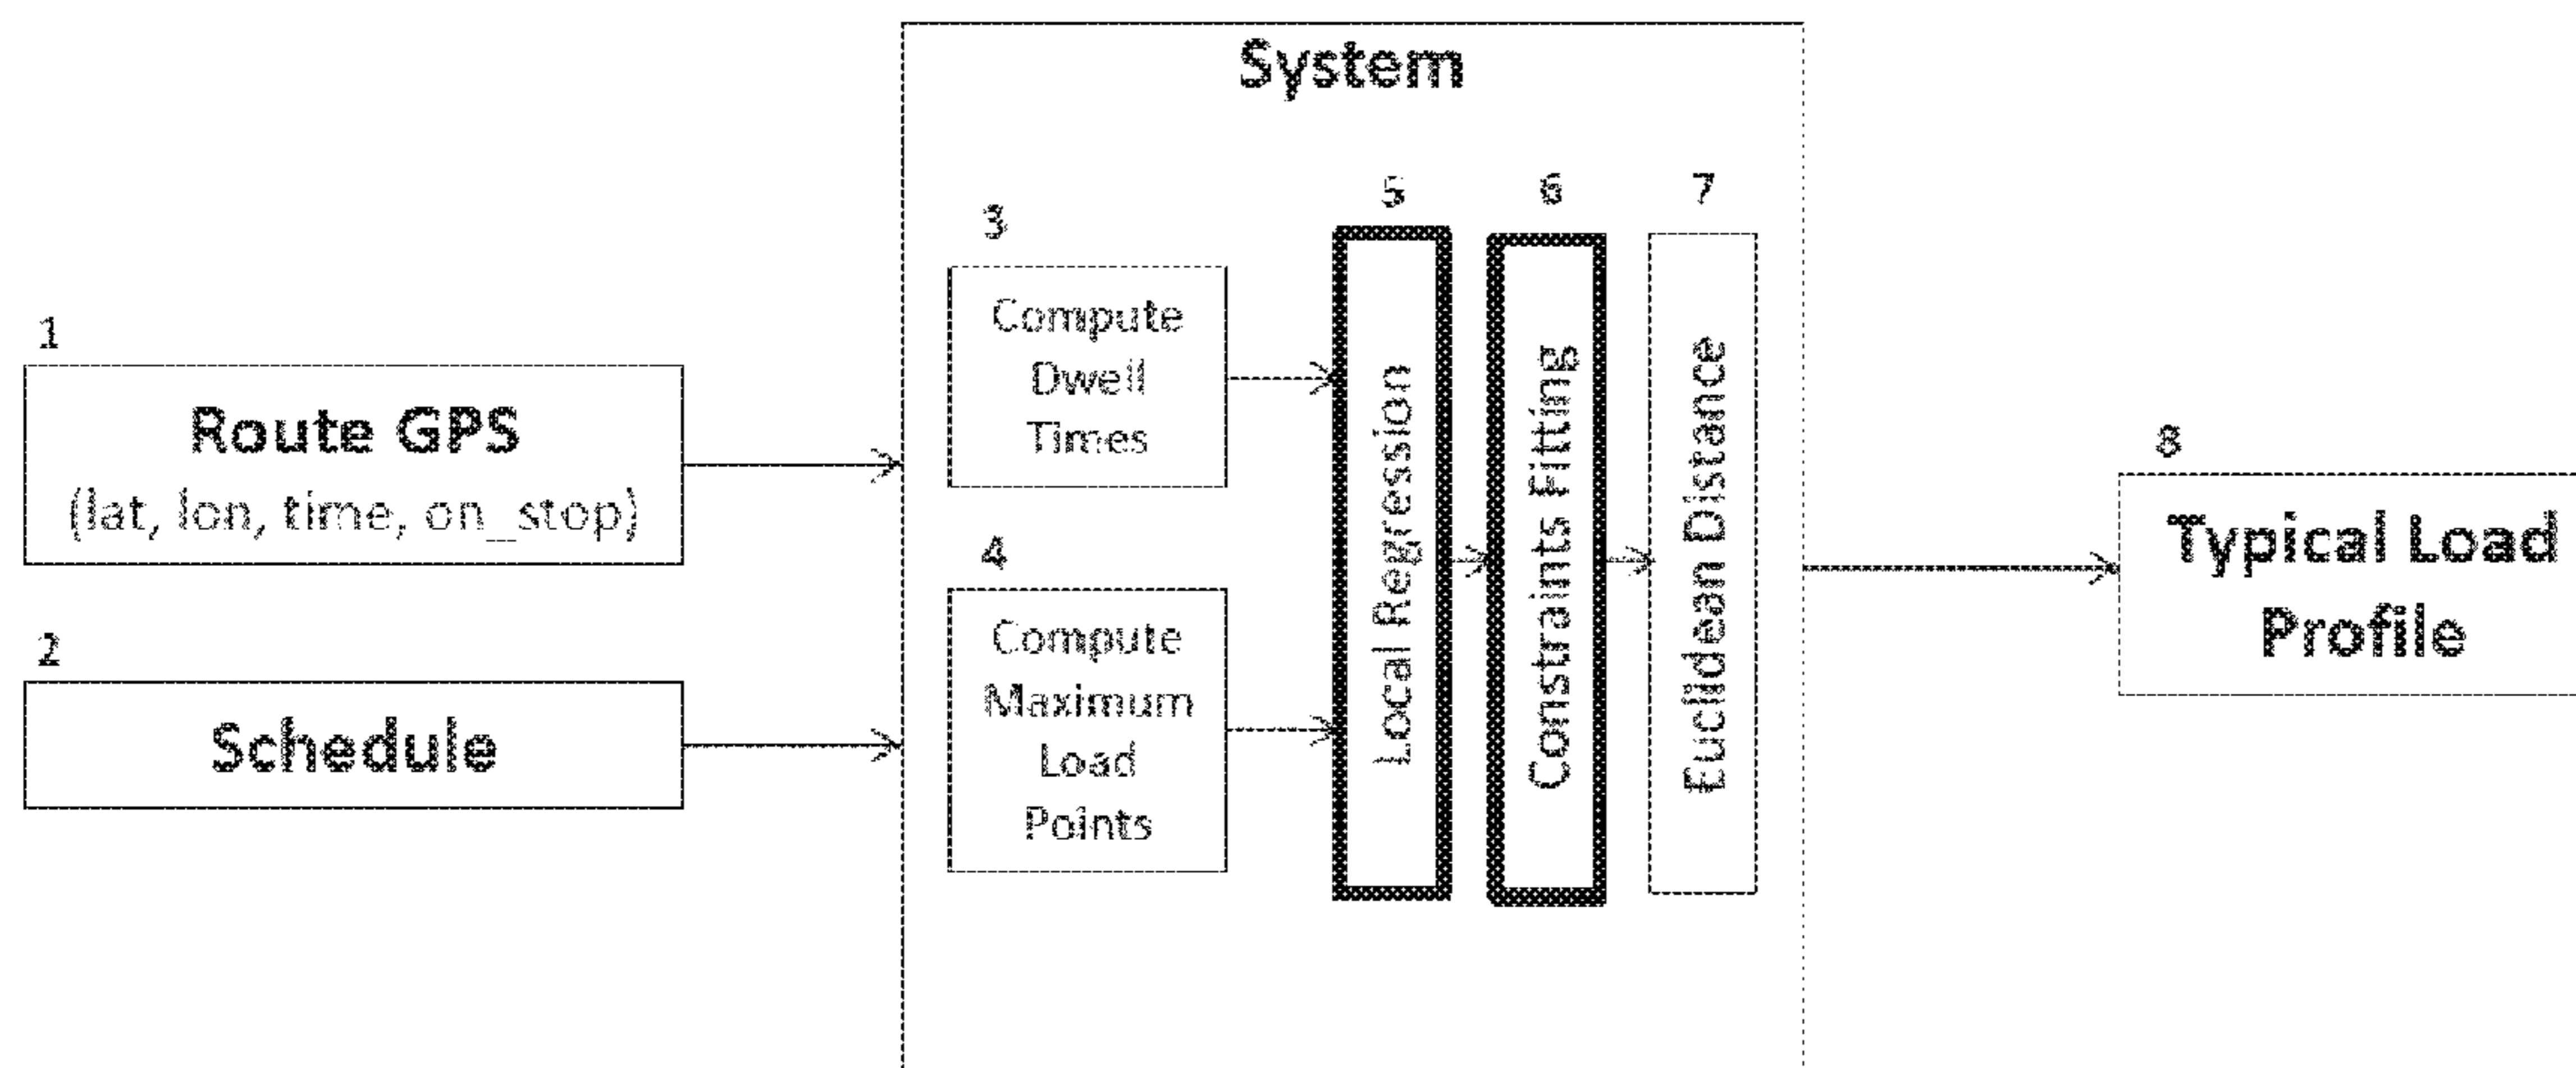 System
1
Route GPS
(lat, lon, time, on_stop)
2
Schedule
3
Compute
Dwell
Times
4
Compute
Maximum
Load
Points
5
Local Regression
6
Constraints Fitting
7
Euclidean Distance
8
Typical Load
Profile